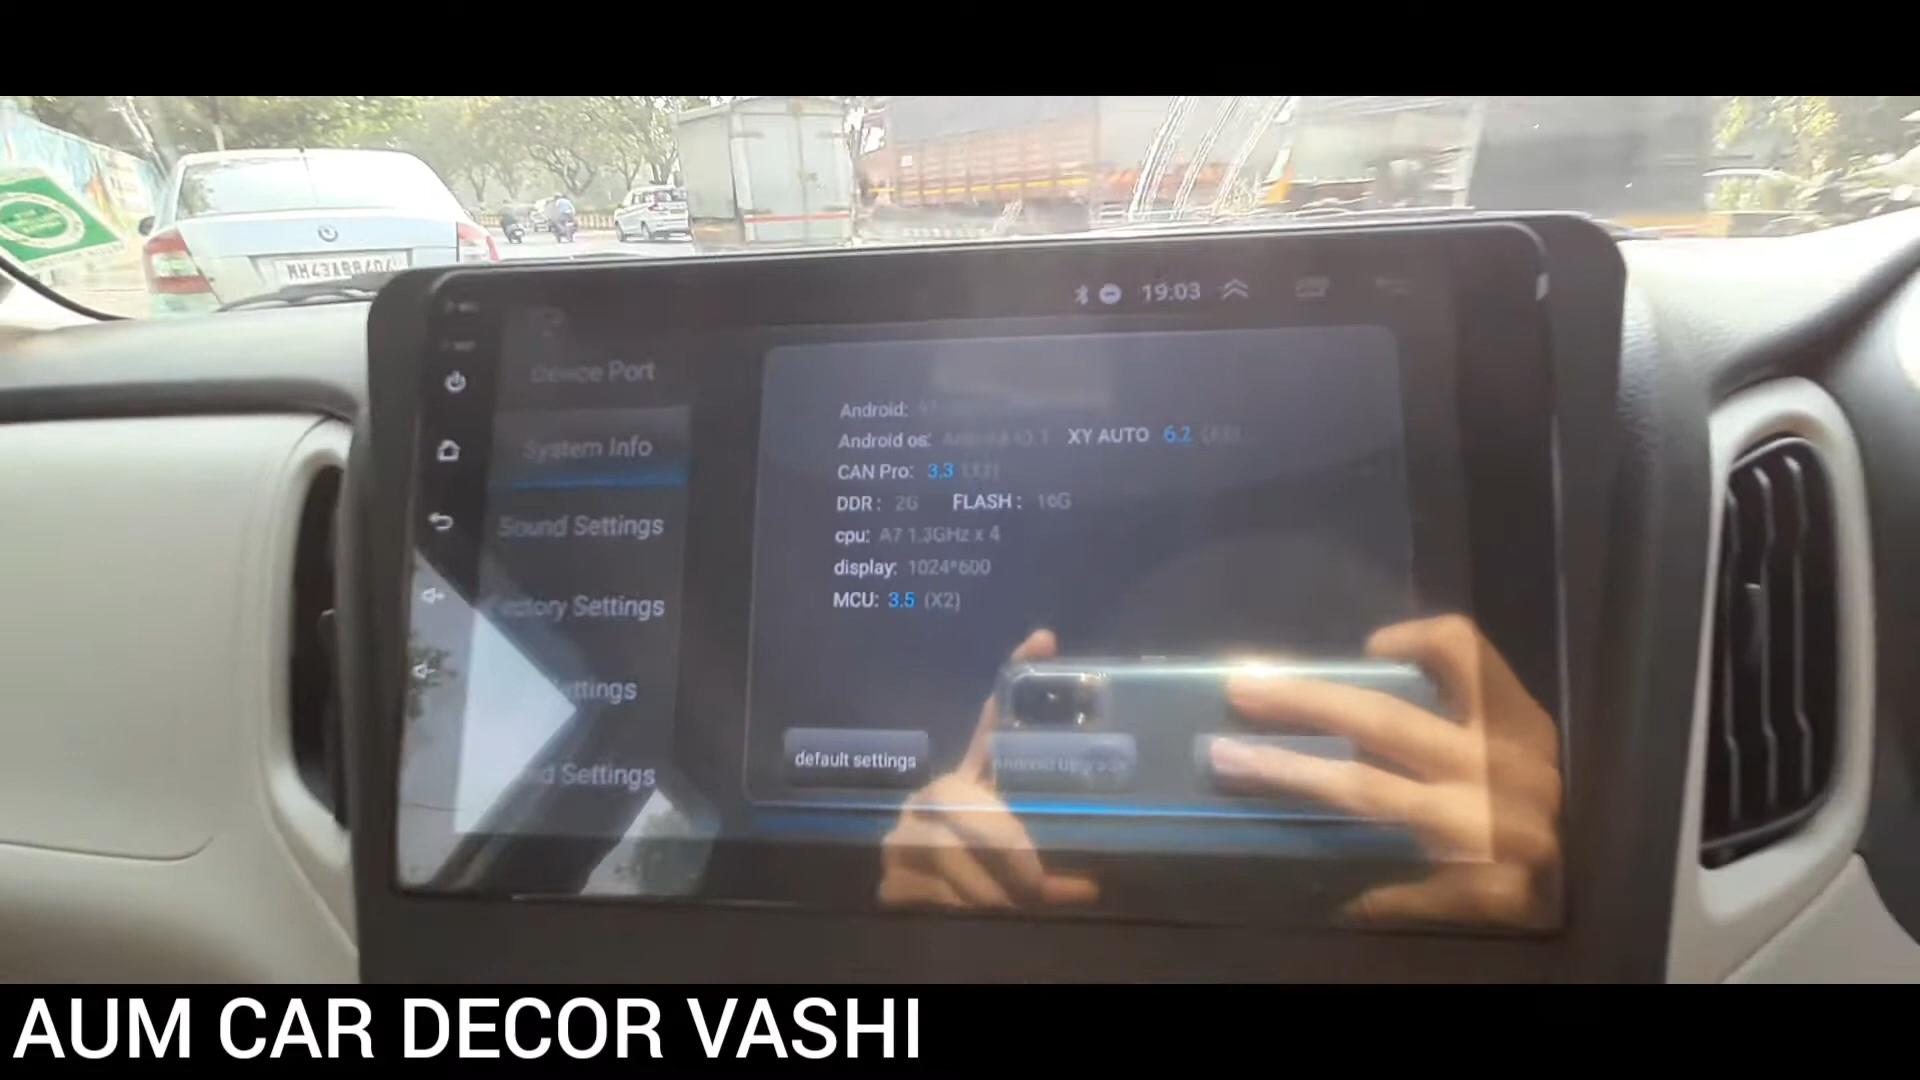 19:03
Device Port
System Info
Sound Settings
Factory Settings
Settings
default settings
Android:
Android os: XY AUTO 6.2
CAN Pro: 3.3
DDR: 2G FLASH: 16G
cpu: A7 1.3GHz x 4
display: 1024*600
MCU: 3.5 (X2)
AUM CAR DECOR VASHI